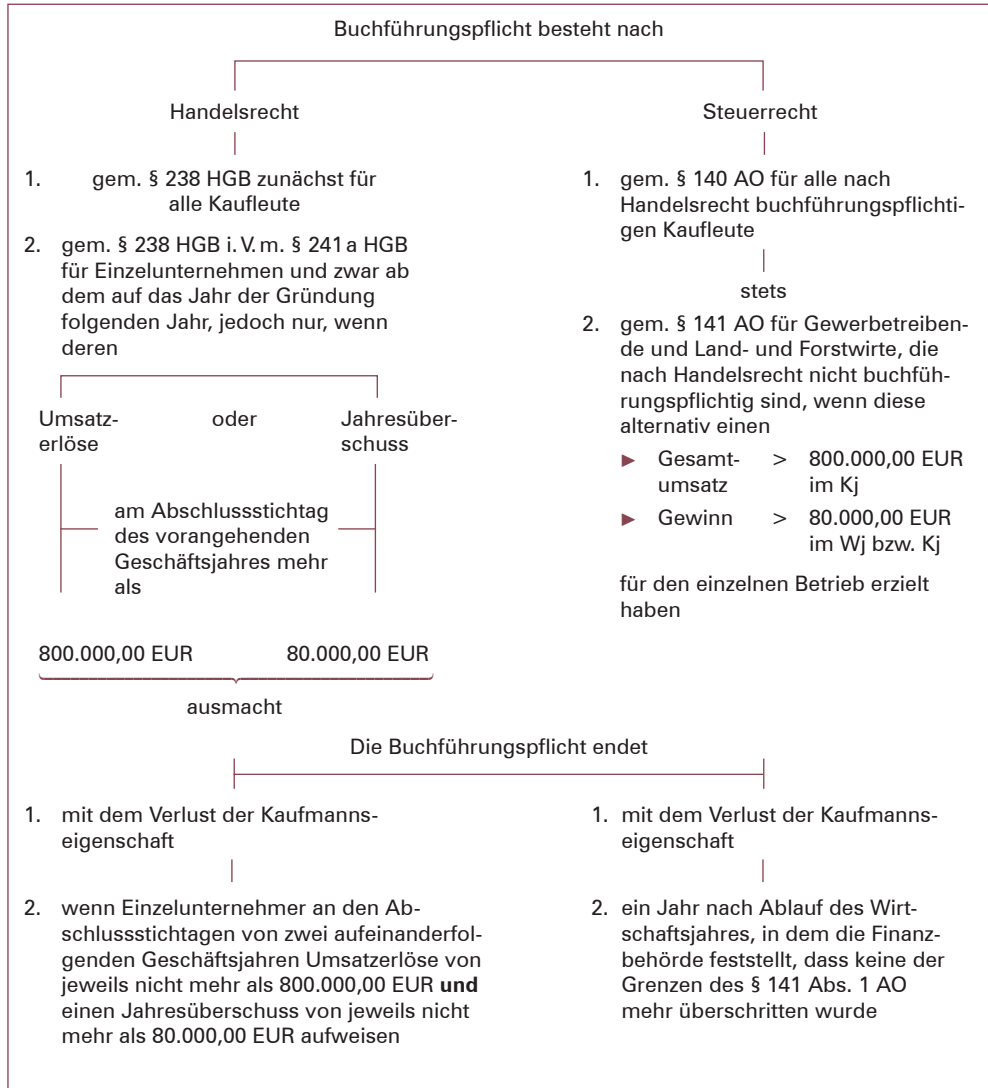 Buchführungspflicht besteht nach
Handelsrecht
1. gem. § 238 HGB zunächst für
alle Kaufleute
2. gem. § 238 HGB i. V. m. § 241 a HGB
für Einzelunternehmen und zwar ab
dem auf das Jahr der Gründung
folgenden Jahr, jedoch nur, wenn
deren
Umsatz- oder Jahresüber-
erlöse schuss
am Abschlussstichtag
des vorangehenden
Geschäftsjahres mehr
als
800.000,00 EUR 80.000,00 EUR
ausmacht
Steuerrecht
1. gem. § 140 AO für alle nach
Handelsrecht buchführungspflichti-
gen Kaufleute
stets
2. gem. § 141 AO für Gewerbetreiben-
de und Land- und Forstwirte, die
nach Handelsrecht nicht buchfüh-
rungspflichtig sind, wenn diese
alternativ einen
► Gesamt- > 800.000,00 EUR
umsatz im Kj
► Gewinn > 80.000,00 EUR
im Wj bzw. Kj
für den einzelnen Betrieb erzielt
haben
Die Buchführungspflicht endet
1. mit dem Verlust der Kaufmanns-
eigenschaft
2. wenn Einzelunternehmer an den Ab-
schlussstichtagen von zwei aufeinanderfol-
genden Geschäftsjahren Umsatzerlöse von
jeweils nicht mehr als 800.000,00 EUR und
einen Jahresüberschuss von jeweils nicht
mehr als 80.000,00 EUR aufweisen
1. mit dem Verlust der Kaufmanns-
eigenschaft
2. ein Jahr nach Ablauf des Wirt-
schaftsjahres, in dem die Finanz-
behörde feststellt, dass keine der
Grenzen des § 141 Abs. 1 AO
mehr überschritten wurde